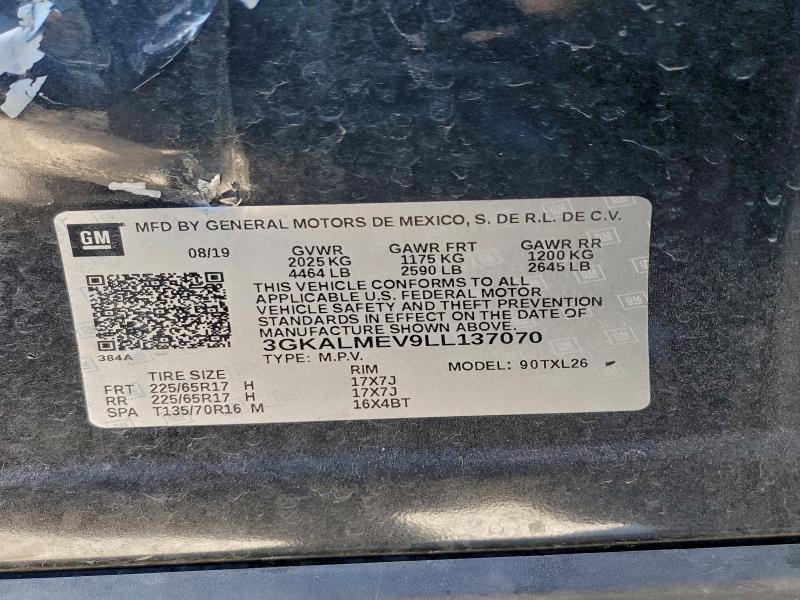 GM MFD BY GENERAL MOTORS DE MEXICO, S. DE R.L. DE C.V.
08/19 GVWR GAWR FRT GAWR RR
2025 KG 1175 KG 1200 KG
4464 LB 2590 LB 2645 LB
THIS VEHICLE CONFORMS TO ALL
APPLICABLE U.S. FEDERAL MOTOR
VEHICLE SAFETY AND THEFT PREVENTION
STANDARDS IN EFFECT ON THE DATE OF
MANUFACTURE SHOWN ABOVE.
3GKALMEV9LL137070
384A
TYPE: M.P.V. MODEL: 90TXL26
TIRE SIZE RIM
FRT 225/65R17 H 17X7J
RR 225/65R17 H 17X7J
SPA T135/70R16 M 16X4BT